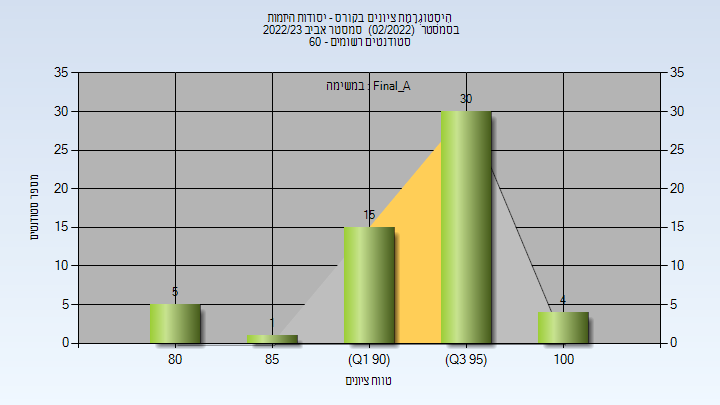 הִיסְטוֹגְרַמַּת ציונים בקורס - יסודות היזמות
בסמסטר (02/2022) סמסטר אביב 2022/23
סטודנטים רשומים - 60
במשימה : Final_A
35 35
30 30 30
25 25
20 20
15 15 15
10 10
5 5 5
4
1
0 0
80 85 (Q1 90) (Q3 95) 100
מספר סטודנטים
טווח ציונים